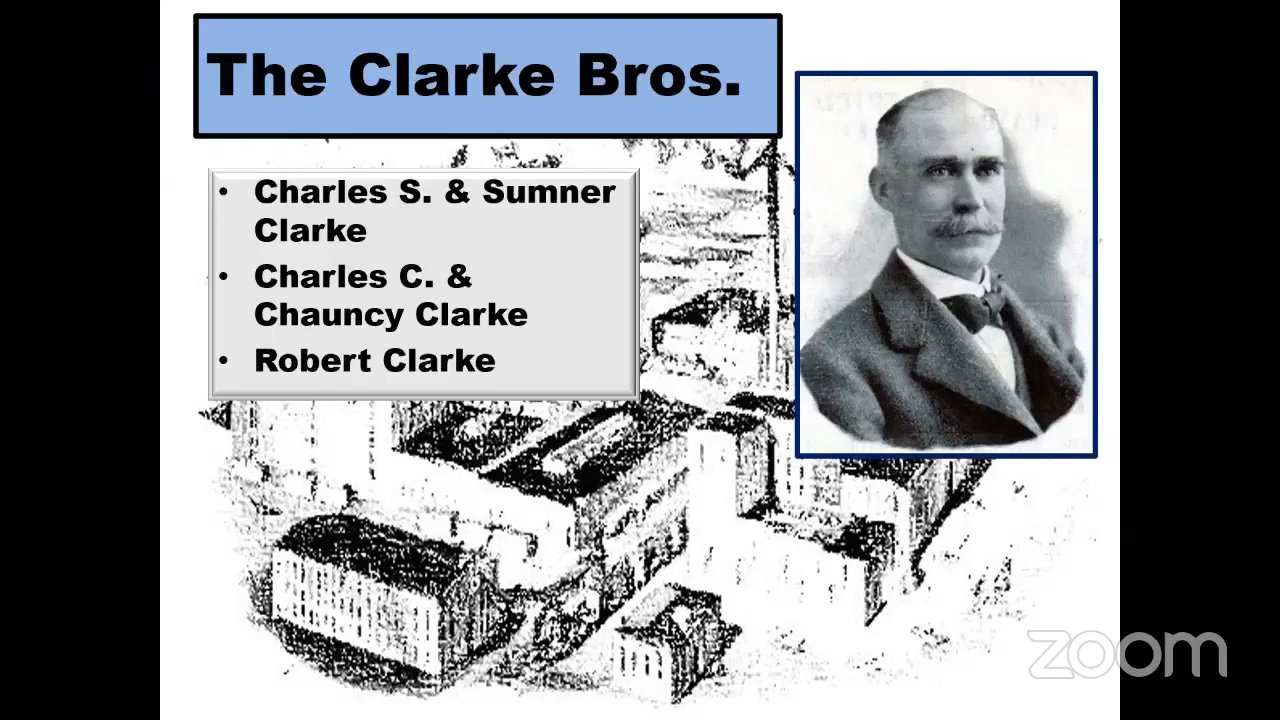 The Clarke Bros.
• Charles S. & Sumner
Clarke
• Charles C. &
Chauncy Clarke
• Robert Clarke
zoom